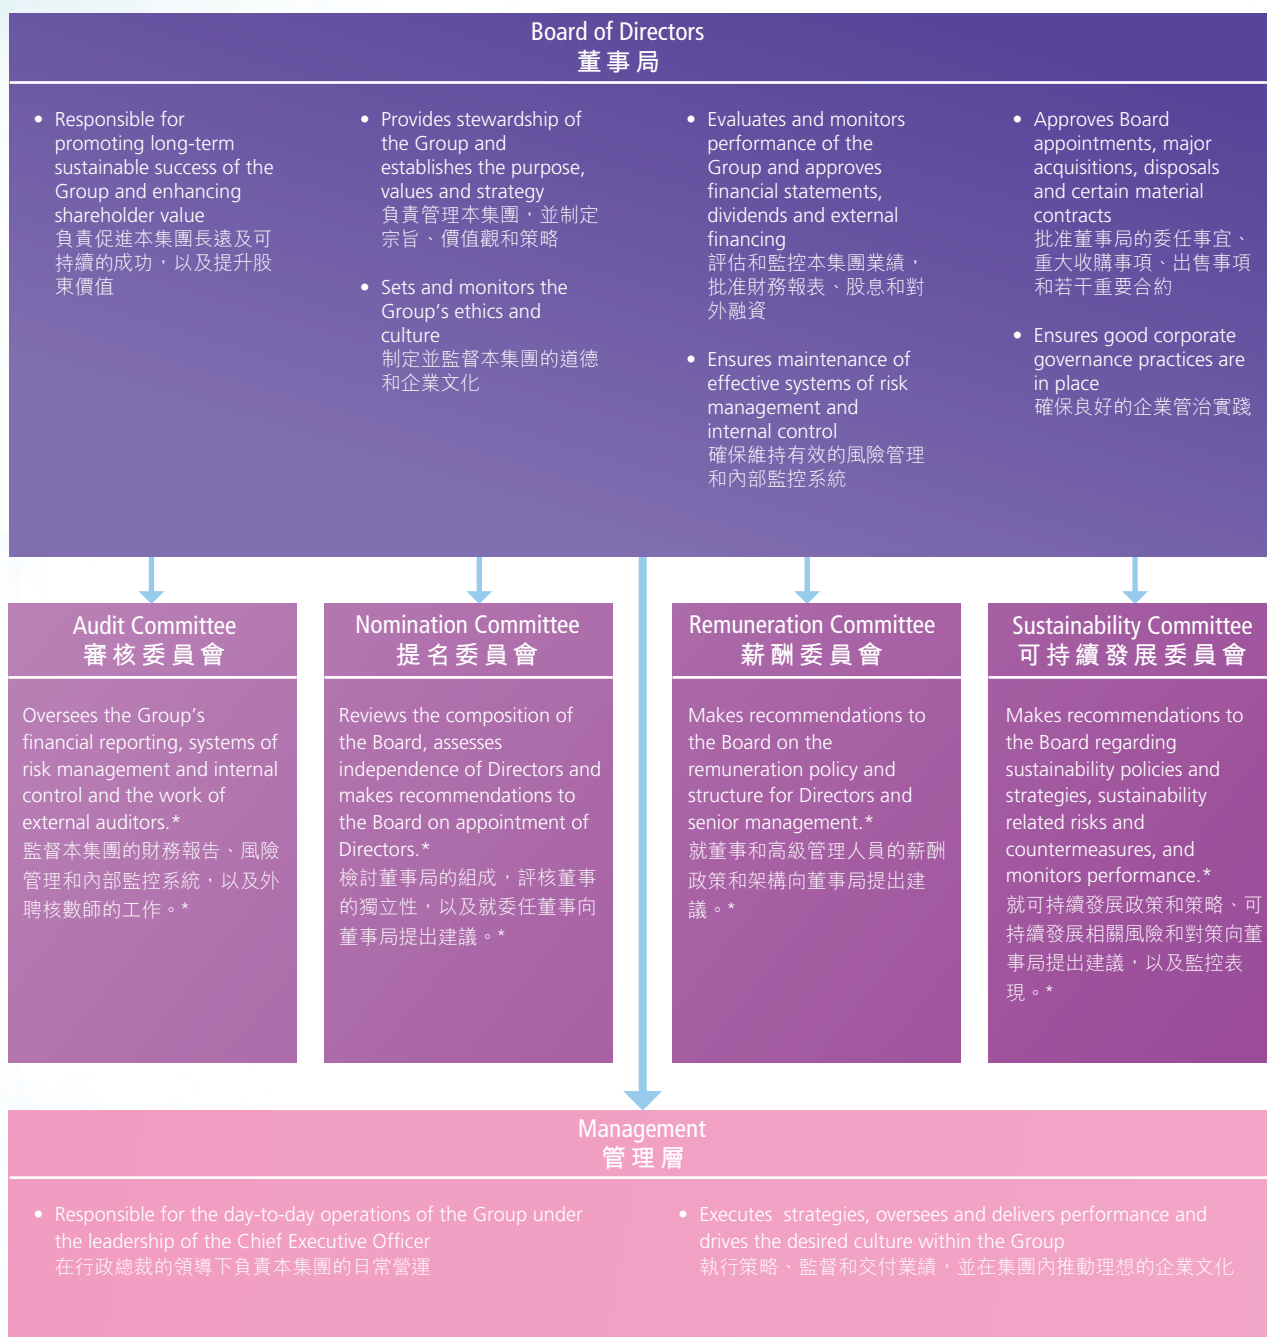 Board of Directors
董事局
• Responsible for
promoting long-term
sustainable success of the
Group and enhancing
shareholder value
負責促進本集團長遠及可
持續的成功，以及提升股
東價值
• Provides stewardship of
the Group and
establishes the purpose,
values and strategy
負責管理本集團，並制定
宗旨、價值觀和策略
• Sets and monitors the
Group’s ethics and
culture
制定並監督本集團的道德
和企業文化
• Evaluates and monitors
performance of the
Group and approves
financial statements,
dividends and external
financing
評估和監控本集團業績，
批准財務報表、股息和對
外融資
• Ensures maintenance of
effective systems of risk
management and
internal control
確保維持有效的風險管理
和內部監控系統
• Approves Board
appointments, major
acquisitions, disposals
and certain material
contracts
批准董事局的委任事宜、
重大收購事項、出售事項
和若干重要合約
• Ensures good corporate
governance practices are
in place
確保良好的企業管治實踐
Audit Committee
審核委員會
Oversees the Group’s
financial reporting, systems of
risk management and internal
control and the work of
external auditors.*
監督本集團的財務報告、風險
管理和內部監控系統，以及外
聘核數師的工作。*
Nomination Committee
提名委員會
Reviews the composition of
the Board, assesses
independence of Directors and
makes recommendations to
the Board on appointment of
Directors.*
檢討董事局的組成，評核董事
的獨立性，以及就委任董事向
董事局提出建議。*
Remuneration Committee
薪酬委員會
Makes recommendations to
the Board on the
remuneration policy and
structure for Directors and
senior management.*
就董事和高級管理人員的薪酬
政策和架構向董事局提出建
議。*
Sustainability Committee
可持續發展委員會
Makes recommendations to
the Board regarding
sustainability policies and
strategies, sustainability
related risks and
countermeasures, and
monitors performance.*
就可持續發展政策和策略、可
持續發展相關風險和對策向董
事局提出建議，以及監控表
現。*
Management
管理層
• Responsible for the day-to-day operations of the Group under
the leadership of the Chief Executive Officer
在行政總裁的領導下負責本集團的日常營運
• Executes strategies, oversees and delivers performance and
drives the desired culture within the Group
執行策略、監督和交付業績，並在集團內推動理想的企業文化